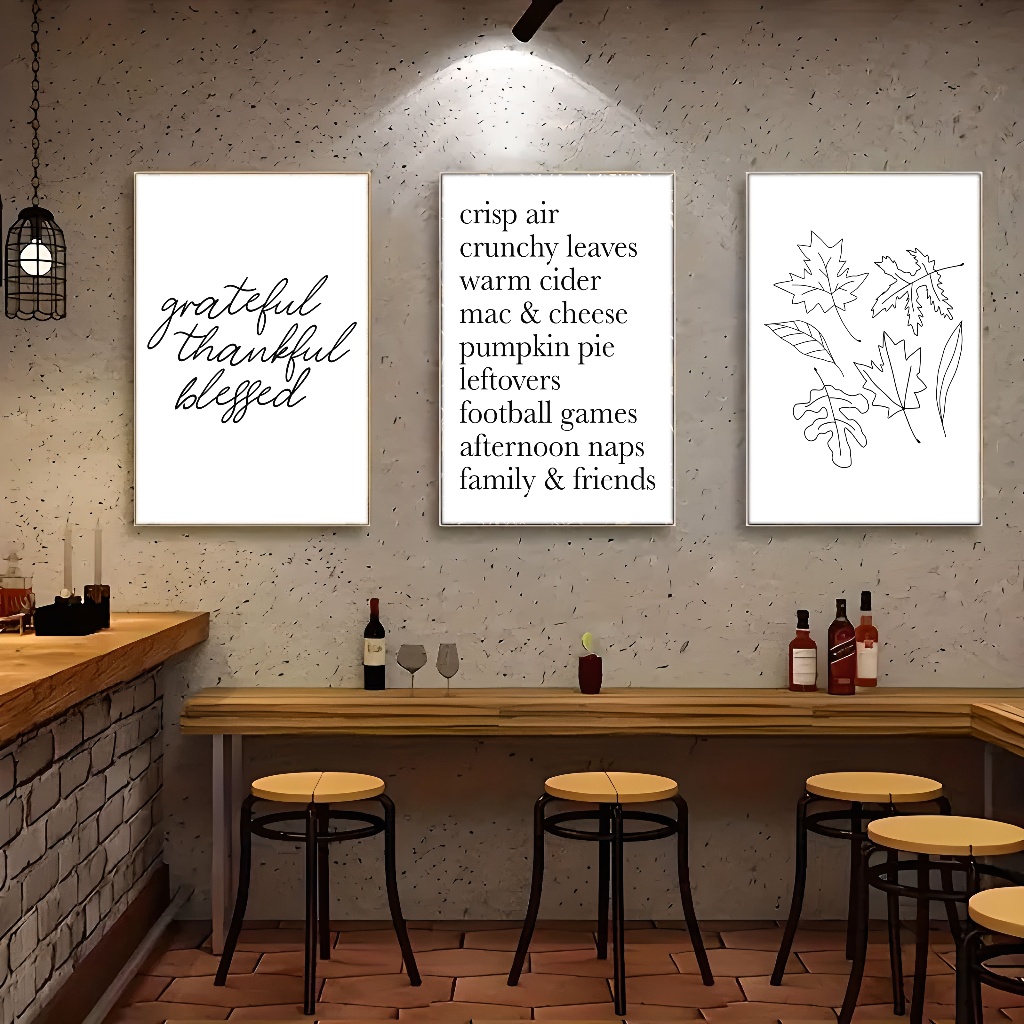 grateful
thankful
blessed
crisp air
crunchy leaves
warm cider
mac & cheese
pumpkin pie
leftovers
football games
afternoon naps
family & friends